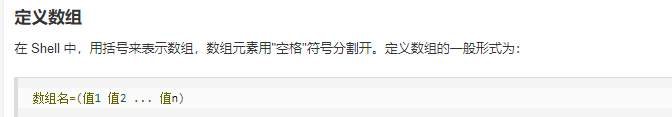 定义数组
在 Shell 中，用括号来表示数组，数组元素用"空格"符号分割开。定义数组的一般形式为：
数组名=(值1 值2 ... 值n)